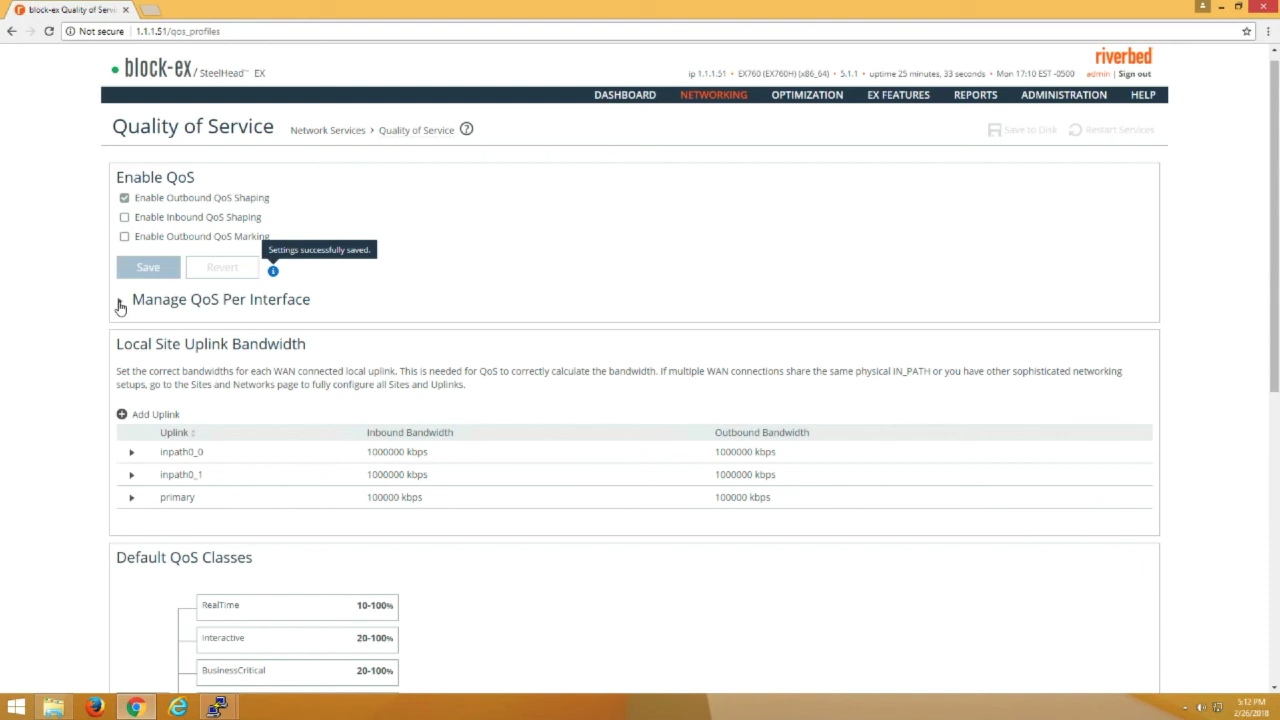 block-ex Quality of Servi
Not secure | 1.1.1.51/qos_profiles
riverbed
block-ex / SteelHead™ EX
ip 1.1.1.51 • EX760 (EX760H) (x86_64) • 5.1.1 • uptime 25 minutes, 33 seconds • Mon 17:10 EST -0500 admin | Sign out
DASHBOARD NETWORKING OPTIMIZATION EX FEATURES REPORTS ADMINISTRATION HELP
Quality of Service Network Services > Quality of Service ?
Save to Disk Restart Services
Enable QoS
Enable Outbound QoS Shaping
Enable Inbound QoS Shaping
Enable Outbound QoS Marking
Settings successfully saved.
Save Revert
Manage QoS Per Interface
Local Site Uplink Bandwidth
Set the correct bandwidths for each WAN connected local uplink. This is needed for QoS to correctly calculate the bandwidth. If multiple WAN connections share the same physical IN_PATH or you have other sophisticated networking
setups, go to the Sites and Networks page to fully configure all Sites and Uplinks.
Add Uplink
Uplink Inbound Bandwidth Outbound Bandwidth
inpath0_0 1000000 kbps 1000000 kbps
inpath0_1 1000000 kbps 1000000 kbps
primary 100000 kbps 100000 kbps
Default QoS Classes
RealTime 10-100%
Interactive 20-100%
BusinessCritical 20-100%
5:12 PM
2/26/2018